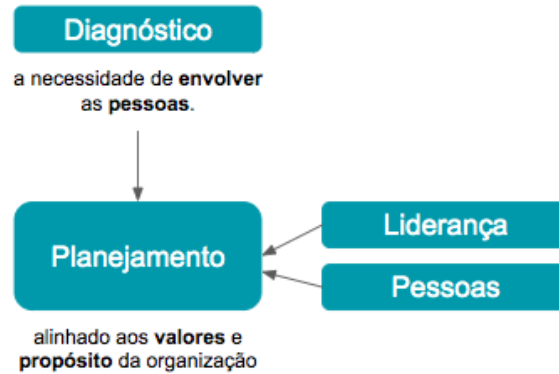 Diagnóstico
a necessidade de envolver
as pessoas.
Planejamento
Liderança
Pessoas
alinhado aos valores e
propósito da organização